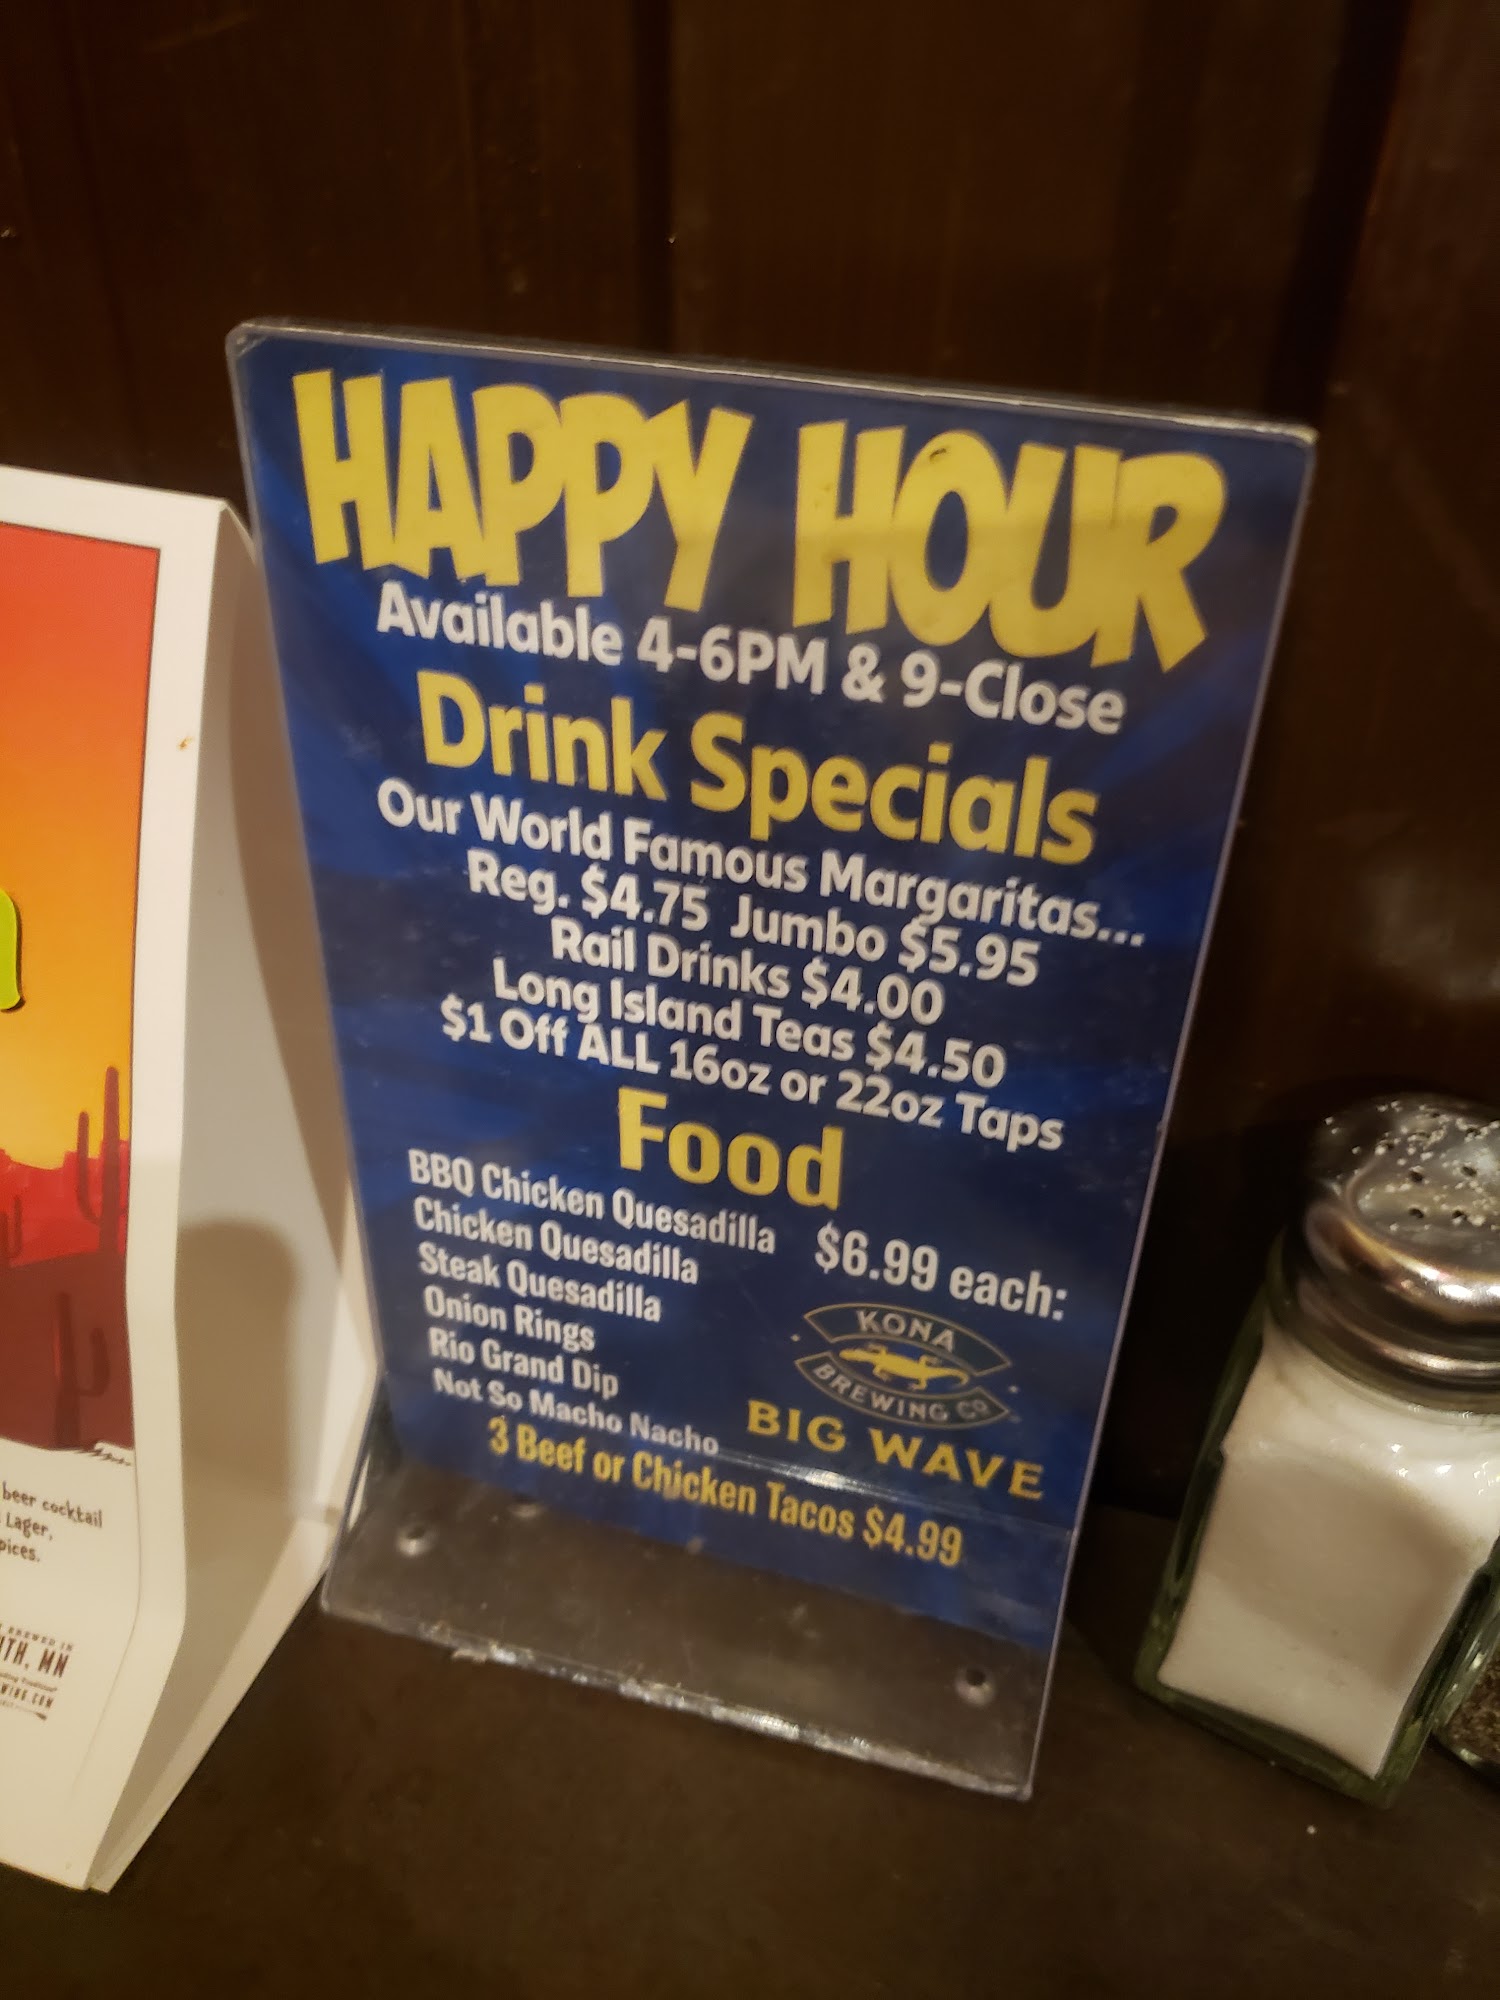 HAPPY HOUR
Available 4-6PM & 9-Close
Drink Specials
Our World Famous Margaritas...
Reg. $4.75 Jumbo $5.95
Rail Drinks $4.00
Long Island Teas $4.50
$1 Off ALL 16oz or 22oz Taps
Food
BBQ Chicken Quesadilla
Chicken Quesadilla
Steak Quesadilla
Onion Rings
Rio Grand Dip
Not So Macho Nacho
$6.99 each:
KONA
BREWING CO
BIG WAVE
3 Beef or Chicken Tacos $4.99
beer cocktail
Lager,
BREWED IN
MN